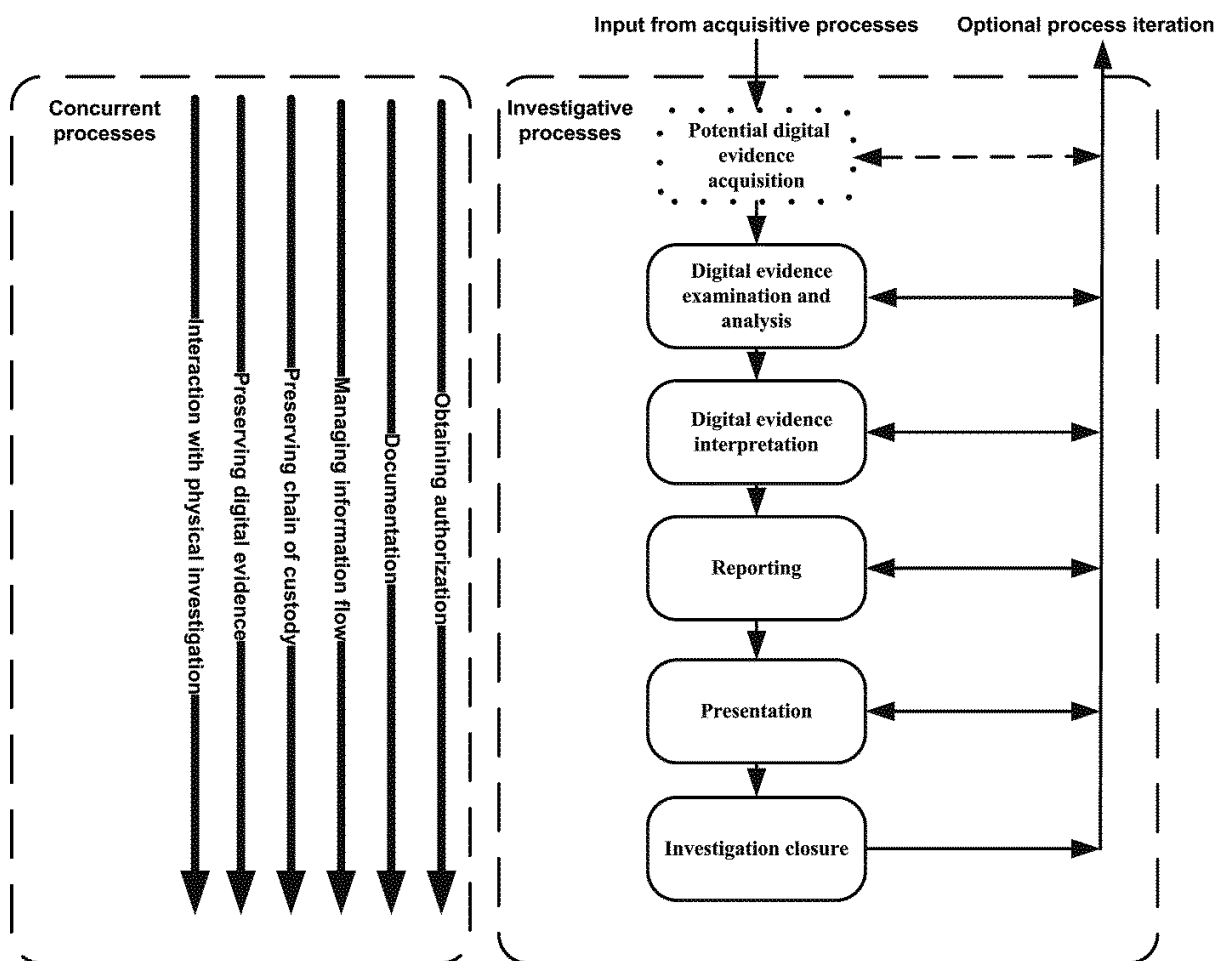 Input from acquisitive processes
Optional process iteration
Concurrent
processes
Interaction with physical investigation
Preserving digital evidence
Preserving chain of custody
Managing information flow
Documentation
Obtaining authorization
Investigative
processes
Potential digital
evidence
acquisition
Digital evidence
examination and
analysis
Digital evidence
interpretation
Reporting
Presentation
Investigation closure